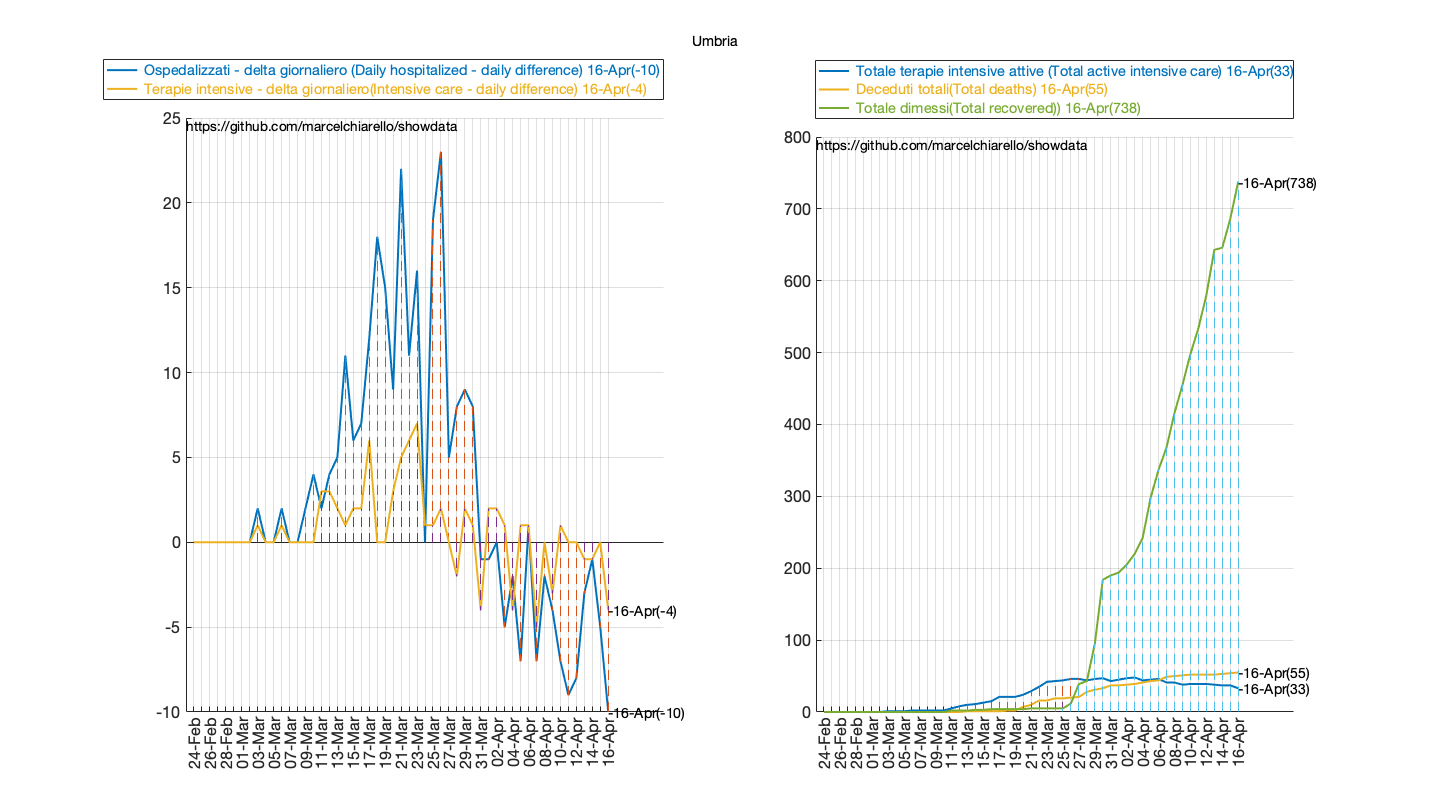 Umbria
Ospedalizzati - delta giornaliero (Daily hospitalized - daily difference) 16-Apr(-10)
Terapie intensive - delta giornaliero(Intensive care - daily difference) 16-Apr(-4)
https://github.com/marcelchiarello/showdata
25
20
15
10
5
0
-5
-10
-16-Apr(-4)
-16-Apr(-10)
24-Feb
26-Feb
28-Feb
01-Mar
03-Mar
05-Mar
07-Mar
09-Mar
11-Mar
13-Mar
15-Mar
17-Mar
19-Mar
21-Mar
23-Mar
25-Mar
27-Mar
29-Mar
31-Mar
02-Apr
04-Apr
06-Apr
08-Apr
10-Apr
12-Apr
14-Apr
16-Apr
Totale terapie intensive attive (Total active intensive care) 16-Apr(33)
Deceduti totali(Total deaths) 16-Apr(55)
Totale dimessi(Total recovered)) 16-Apr(738)
https://github.com/marcelchiarello/showdata
800
700
600
500
400
300
200
100
0
-16-Apr(738)
-16-Apr(55)
-16-Apr(33)
24-Feb
26-Feb
28-Feb
01-Mar
03-Mar
05-Mar
07-Mar
09-Mar
11-Mar
13-Mar
15-Mar
17-Mar
19-Mar
21-Mar
23-Mar
25-Mar
27-Mar
29-Mar
31-Mar
02-Apr
04-Apr
06-Apr
08-Apr
10-Apr
12-Apr
14-Apr
16-Apr